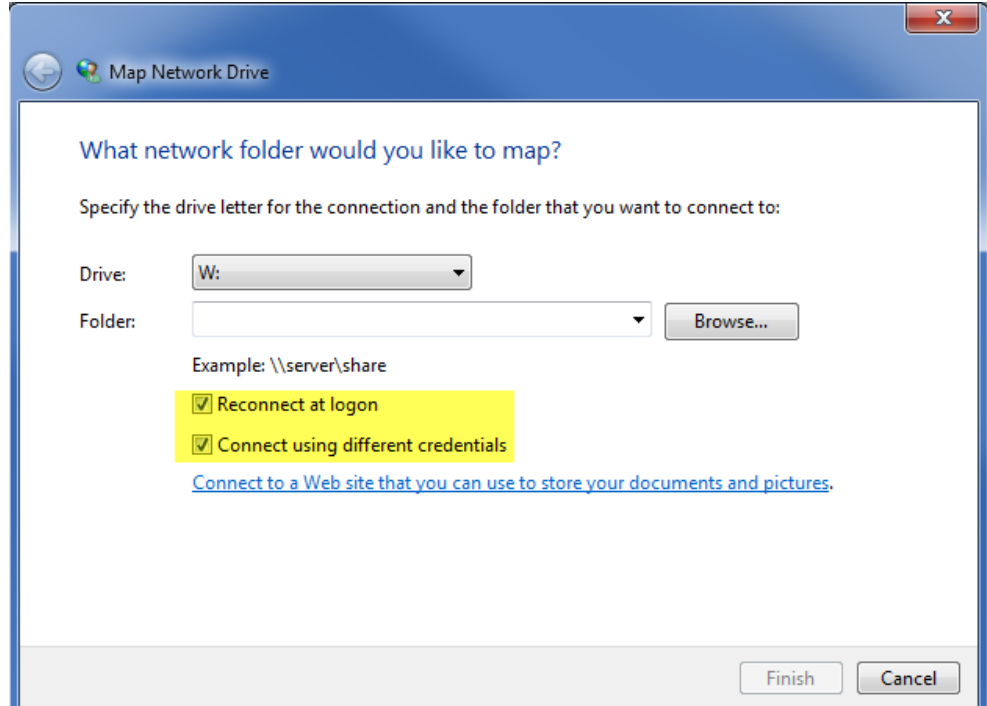 Map Network Drive
What network folder would you like to map?
Specify the drive letter for the connection and the folder that you want to connect to:
Drive: W:
Folder: Browse...
Example: \\server\share
Reconnect at logon
Connect using different credentials
Connect to a Web site that you can use to store your documents and pictures.
Finish Cancel